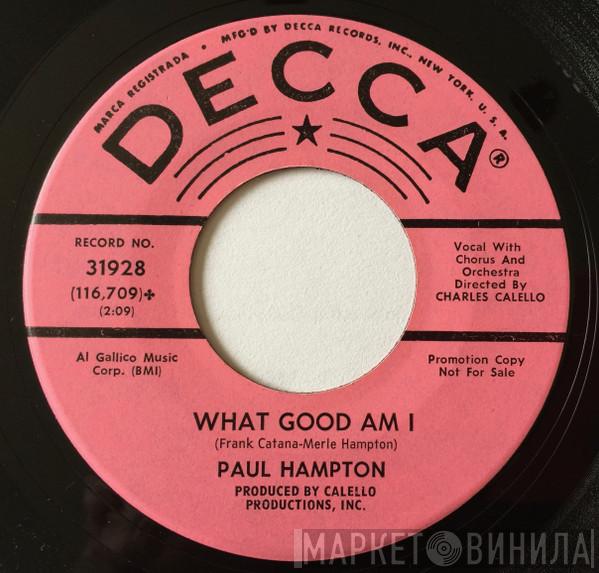 MARCA REGISTRADA • MFG'D BY DECCA RECORDS, INC., NEW YORK, U. S. A.
DECCA®
RECORD NO.
31928
(116,709)✤
(2:09)
Vocal With
Chorus And
Orchestra
Directed By
CHARLES CALELLO
Al Gallico Music
Corp. (BMI)
Promotion Copy
Not For Sale
WHAT GOOD AM I
(Frank Catana-Merle Hampton)
PAUL HAMPTON
PRODUCED BY CALELLO
PRODUCTIONS, INC.
МАРКЕТ ВИНИЛА